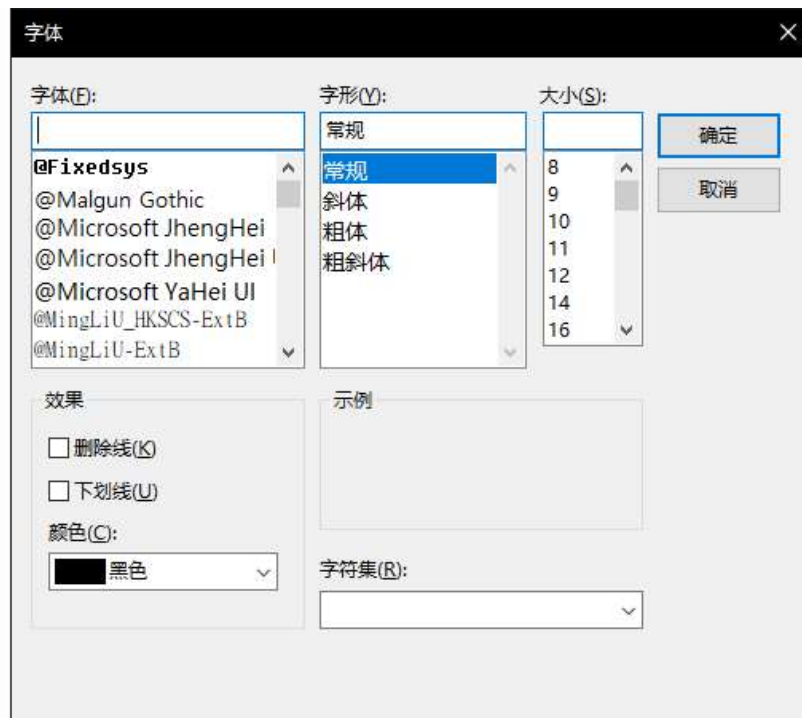 字体
字体(F):
字形(Y):
大小(S):
常规
确定
取消
@Fixedsys
@Malgun Gothic
@Microsoft JhengHei
@Microsoft JhengHei
@Microsoft YaHei UI
@MingLiU_HKSCS-ExtB
@MingLiU-ExtB
常规
斜体
粗体
粗斜体
8
9
10
11
12
14
16
效果
删除线(K)
下划线(U)
颜色(C):
黑色
示例
字符集(R):